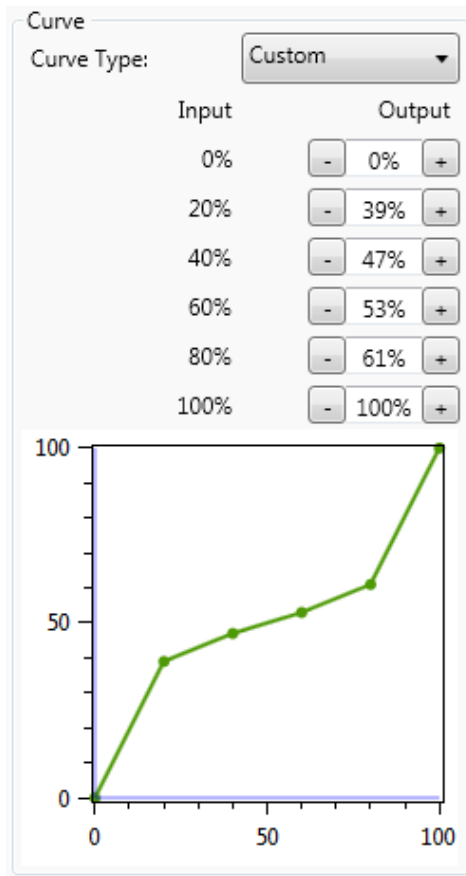 Curve
Curve Type: Custom
Input Output
0% - 0% +
20% - 39% +
40% - 47% +
60% - 53% +
80% - 61% +
100% - 100% +
100
50
0
0 50 100